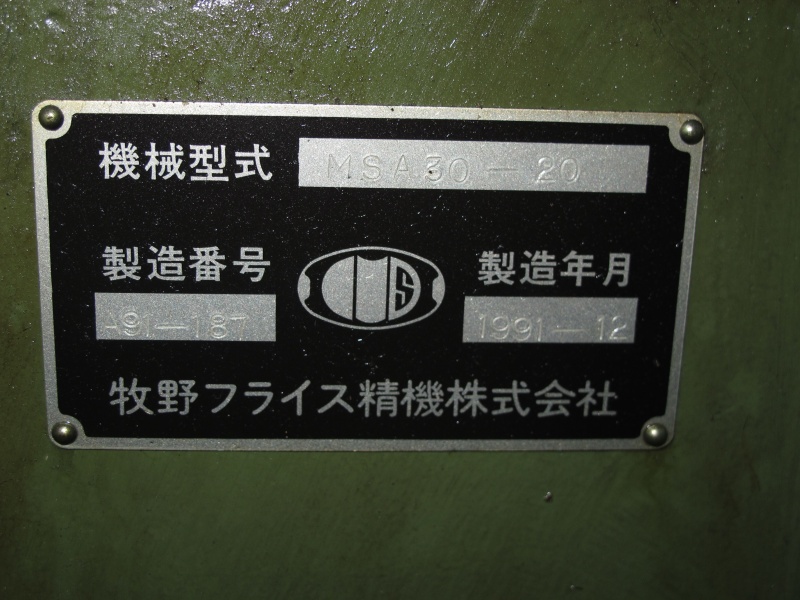 機械型式 MSA30-20
製造番号 製造年月
A91-187 1991-12
牧野フライス精機株式会社